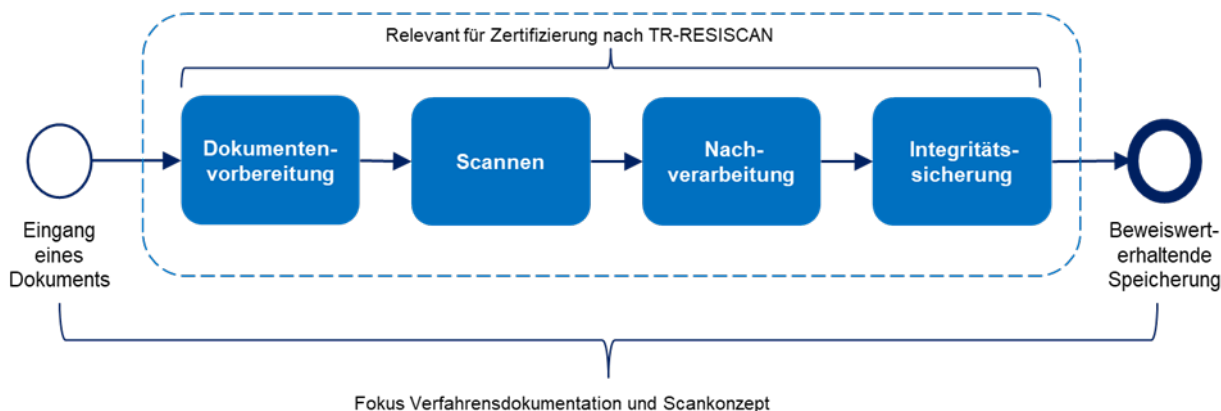 Relevant für Zertifizierung nach TR-RESISCAN
Dokumenten-
vorbereitung
Scannen
Nach-
verarbeitung
Integritäts-
sicherung
Eingang
eines
Dokuments
Beweiswert-
erhaltende
Speicherung
Fokus Verfahrensdokumentation und Scankonzept